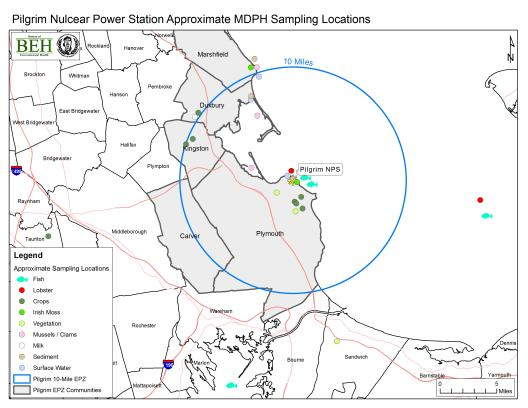 Pilgrim Nulcear Power Station Approximate MDPH Sampling Locations
BEH
Norwell
Rockland
Hanover
Marshfield
10 Miles
N
Brockton
Whitman
Pembroke
Hanson
Duxbury
East Bridgewater
West Bridgewater
Halifax
Kingston
Bridgewater
Plympton
Pilgrim NPS
Raynham
Middleborough
Carver
Plymouth
Taunton
Legend
Approximate Sampling Locations
Fish
Lobster
Crops
Irish Moss
Vegetation
Mussels / Clams
Milk
Sediment
Surface Water
Pilgrim 10-Mile EPZ
Pilgrim EPZ Communities
Wareham
Rochester
Marion
Mattapoisett
Bourne
Sandwich
Barnstable
Dennis
Yarmouth
0 5
Miles